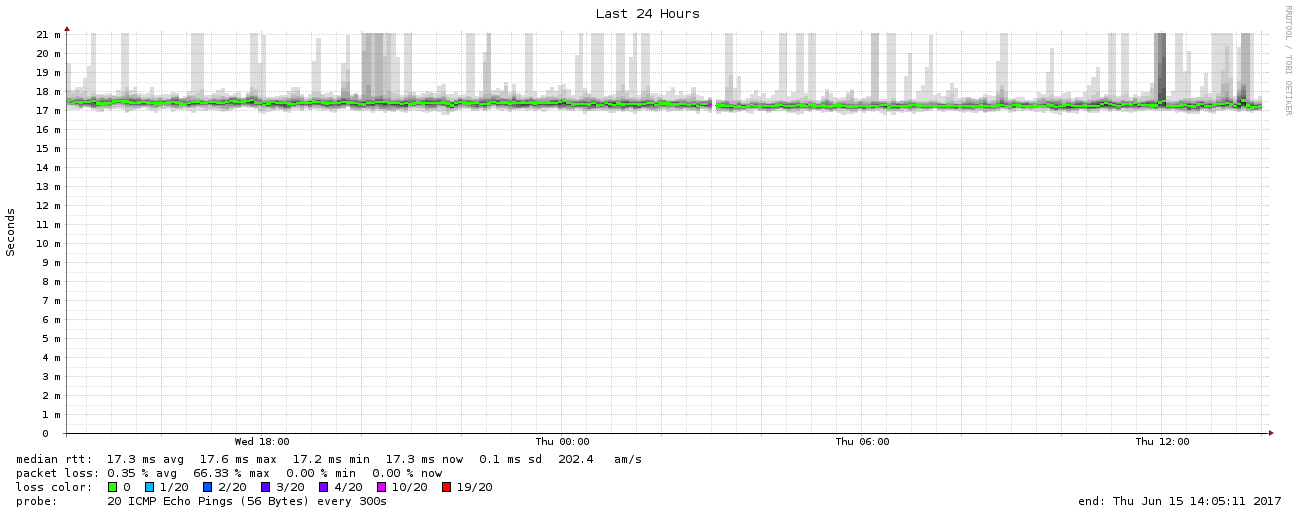 Last 24 Hours
RRDTOOL / TOBI OETIKER
Seconds
21 m
20 m
19 m
18 m
17 m
16 m
15 m
14 m
13 m
12 m
11 m
10 m
9 m
8 m
7 m
6 m
5 m
4 m
3 m
2 m
1 m
0
Wed 18:00 Thu 00:00 Thu 06:00 Thu 12:00
median rtt: 17.3 ms avg 17.6 ms max 17.2 ms min 17.3 ms now 0.1 ms sd 202.4 am/s
packet loss: 0.35 % avg 66.33 % max 0.00 % min 0.00 % now
loss color: 0 1/20 2/20 3/20 4/20 10/20 19/20
probe: 20 ICMP Echo Pings (56 Bytes) every 300s end: Thu Jun 15 14:05:11 2017